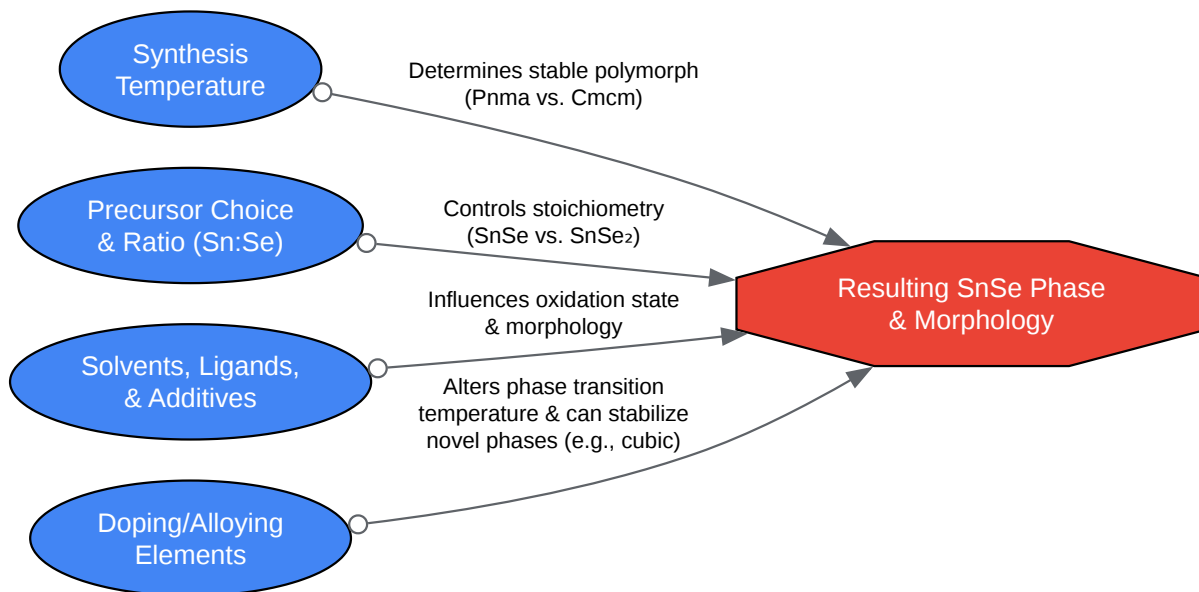 Synthesis
Temperature
Determines stable polymorph
(Pnma vs. Cmcm)
Precursor Choice
& Ratio (Sn:Se)
Controls stoichiometry
(SnSe vs. SnSe₂)
Resulting SnSe Phase
& Morphology
Influences oxidation state
& morphology
Solvents, Ligands,
& Additives
Alters phase transition
temperature & can stabilize
novel phases (e.g., cubic)
Doping/Alloying
Elements